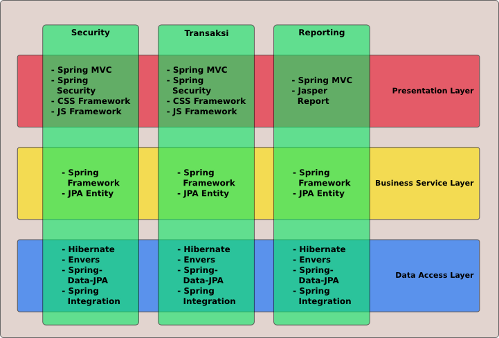 Security
Transaksi
Reporting
- Spring MVC
- Spring
Security
- CSS Framework
- JS Framework
- Spring MVC
- Spring
Security
- CSS Framework
- JS Framework
- Spring MVC
- Jasper
Report
Presentation Layer
- Spring
Framework
- JPA Entity
- Spring
Framework
- JPA Entity
- Spring
Framework
- JPA Entity
Business Service Layer
- Hibernate
- Envers
- Spring-
Data-JPA
- Spring
Integration
- Hibernate
- Envers
- Spring-
Data-JPA
- Spring
Integration
- Hibernate
- Envers
- Spring-
Data-JPA
- Spring
Integration
Data Access Layer